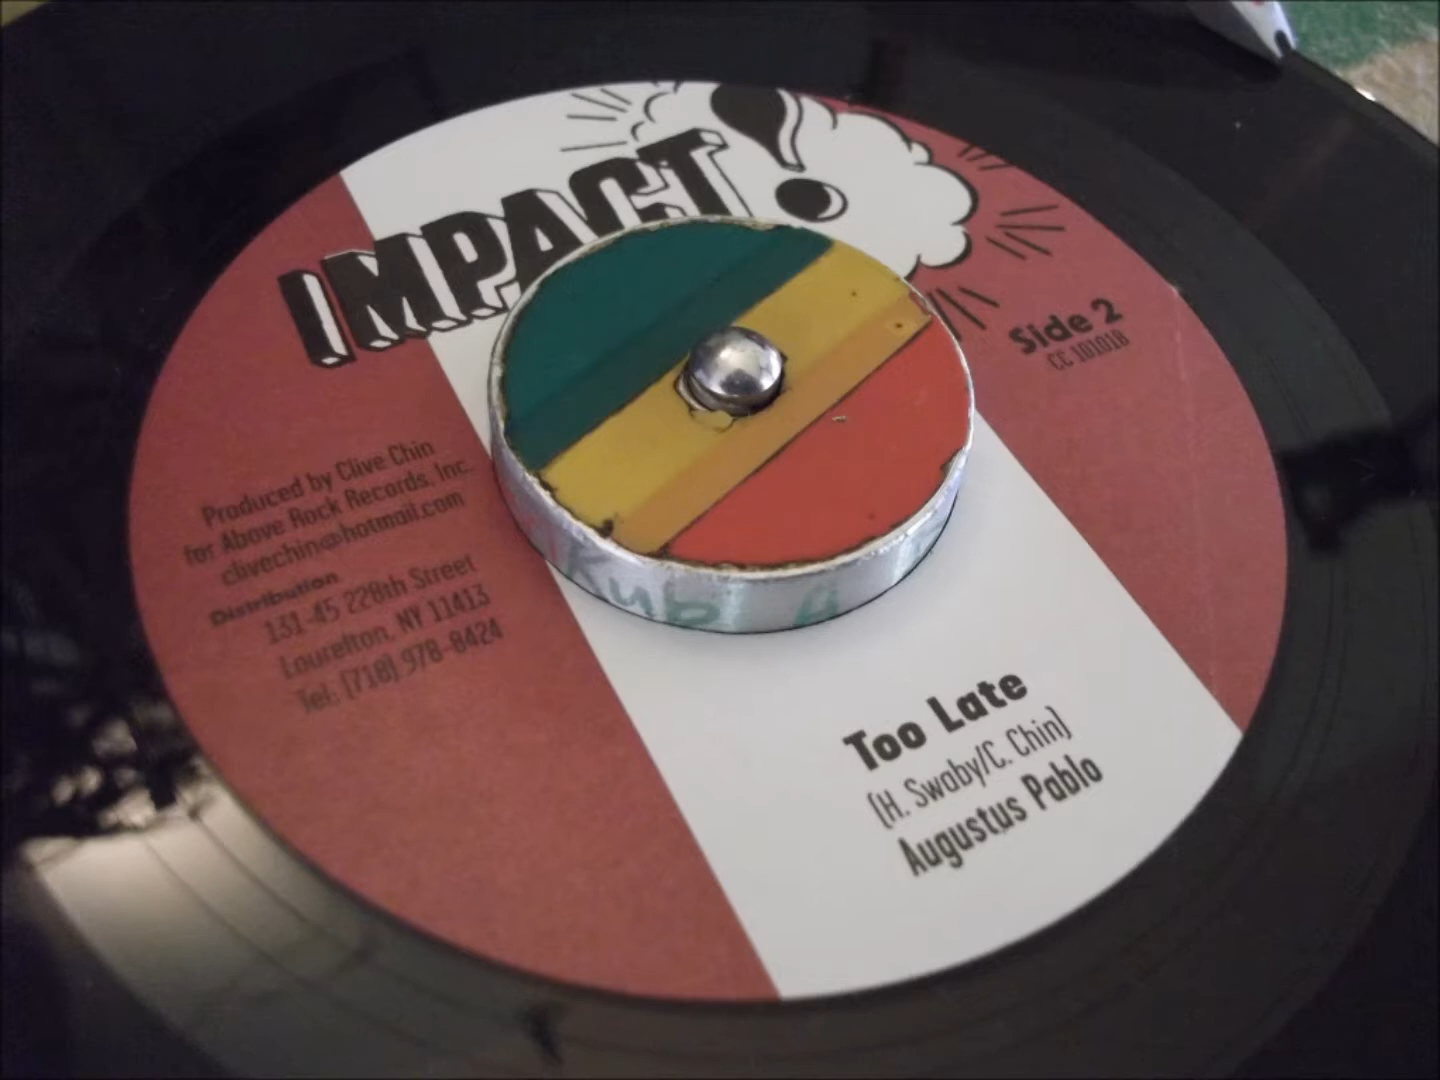 IMPACT!
Side 2
CC 10101B
Produced by Clive Chin
for Above Rock Records, Inc.
clivechin@hotmail.com
Distribution
131-45 228th Street
Laurelton, NY 11413
Tel: (718) 978-8424
Too Late
(H. Swaby/C. Chin)
Augustus Pablo